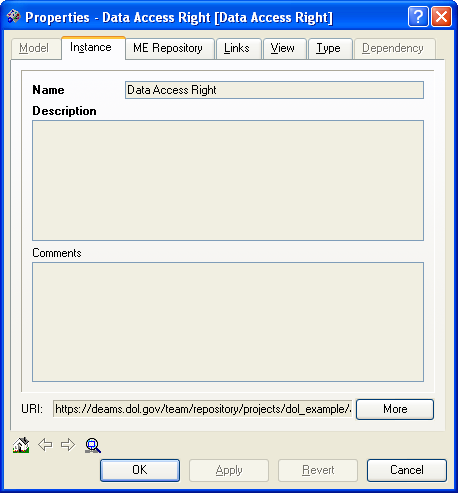 Properties - Data Access Right [Data Access Right]
Model Instance ME Repository Links View Type Dependency
Name Data Access Right
Description
Comments
URI: https://deams.dol.gov/team/repository/projects/dol_example/ More
OK Apply Revert Cancel